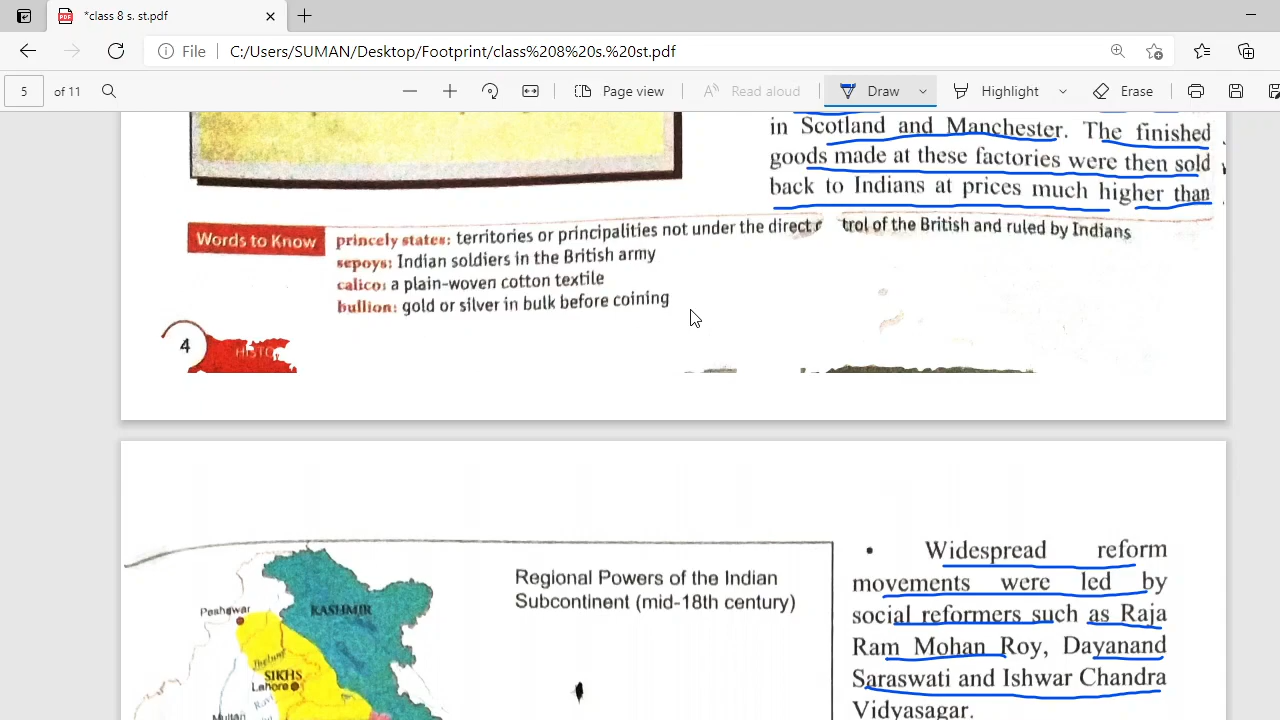 *class 8 s. st.pdf
File C:/Users/SUMAN/Desktop/Footprint/class%208%20s.%20st.pdf
5 of 11 Page view Read aloud Draw Highlight Erase
in Scotland and Manchester. The finished
goods made at these factories were then sold
back to Indians at prices much higher than
Words to Know
princely states: territories or principalities not under the direct trol of the British and ruled by Indians
sepoys: Indian soldiers in the British army
calico: a plain-woven cotton textile
bullion: gold or silver in bulk before coining
4
Regional Powers of the Indian
Subcontinent (mid-18th century)
Peshawar
KASHMIR
Jhelum
SIKHS
Lahore
Ravi
Multan
• Widespread reform
movements were led by
social reformers such as Raja
Ram Mohan Roy, Dayanand
Saraswati and Ishwar Chandra
Vidyasagar.